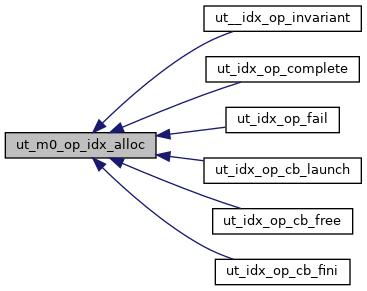 ut__idx_op_invariant
ut_idx_op_complete
ut_idx_op_fail
ut_m0_op_idx_alloc
ut_idx_op_cb_launch
ut_idx_op_cb_free
ut_idx_op_cb_fini